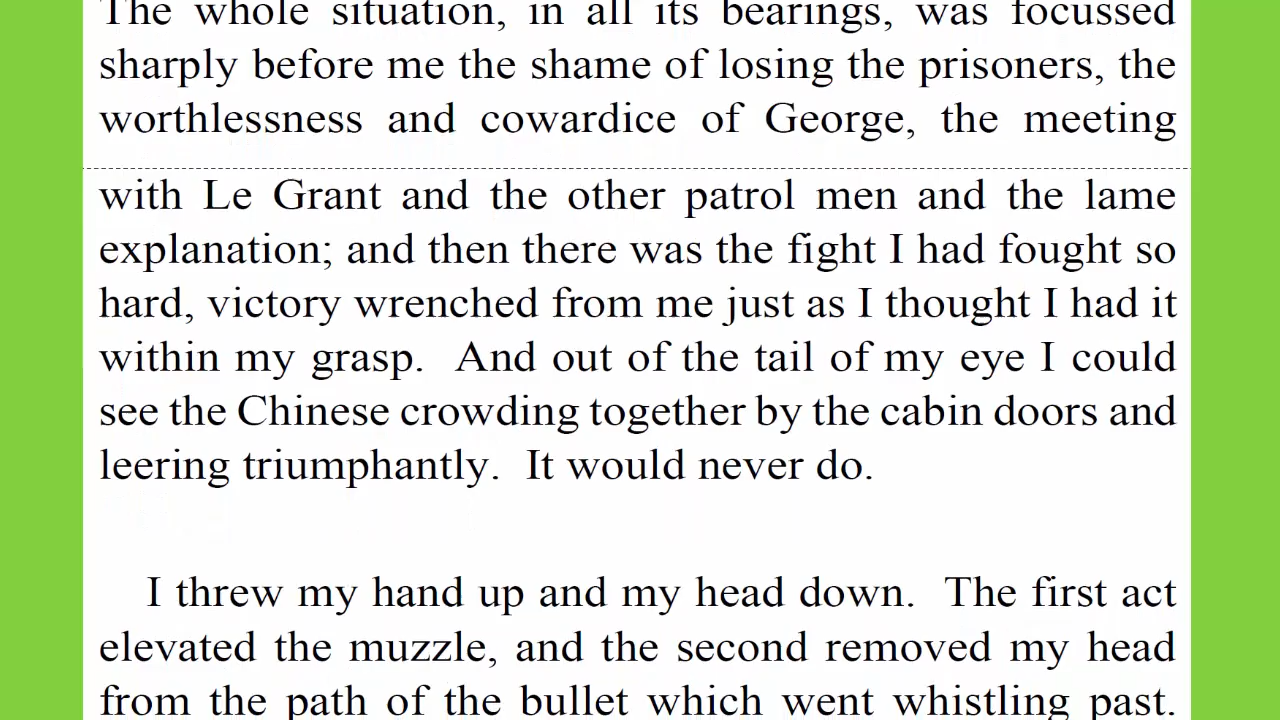 The whole situation, in all its bearings, was focussed
sharply before me the shame of losing the prisoners, the
worthlessness and cowardice of George, the meeting
with Le Grant and the other patrol men and the lame
explanation; and then there was the fight I had fought so
hard, victory wrenched from me just as I thought I had it
within my grasp.  And out of the tail of my eye I could
see the Chinese crowding together by the cabin doors and
leering triumphantly.  It would never do.
I threw my hand up and my head down.  The first act
elevated the muzzle, and the second removed my head
from the path of the bullet which went whistling past.